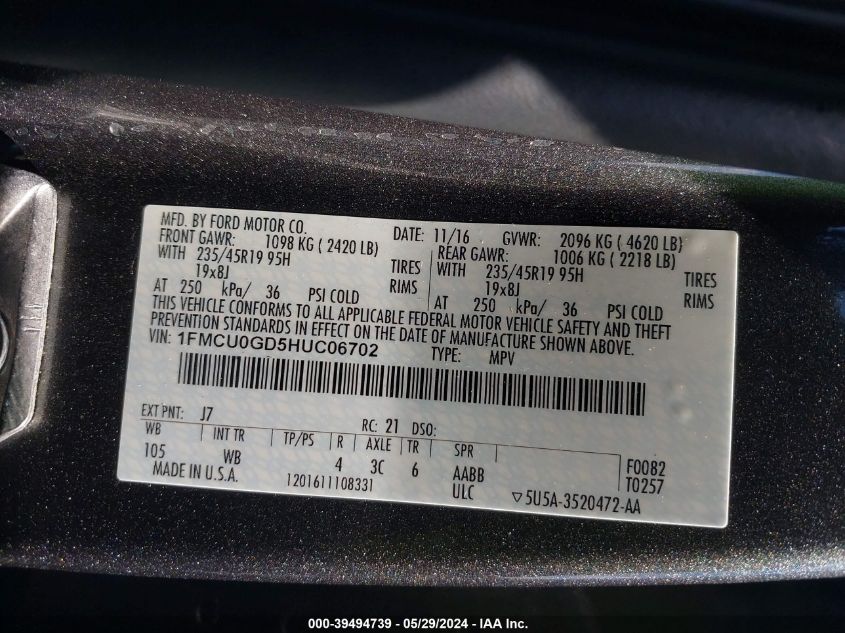 MFD. BY FORD MOTOR CO. DATE: 11/16 GVWR: 2096 KG ( 4620 LB)
FRONT GAWR: 1098 KG ( 2420 LB) REAR GAWR: 1006 KG ( 2218 LB)
WITH 235/45R19 95H TIRES WITH 235/45R19 95H TIRES
19x8J RIMS 19x8J RIMS
AT 250 kPa/ 36 PSI COLD AT 250 kPa/ 36 PSI COLD
THIS VEHICLE CONFORMS TO ALL APPLICABLE FEDERAL MOTOR VEHICLE SAFETY AND THEFT
PREVENTION STANDARDS IN EFFECT ON THE DATE OF MANUFACTURE SHOWN ABOVE.
VIN: 1FMCU0GD5HUC06702 TYPE: MPV
EXT PNT: J7 RC: 21 DSO:
WB INT TR TP/PS R AXLE TR SPR F0082
105 WB 4 3C 6 AABB T0257
MADE IN U.S.A. 1201611108331 ULC ▽5U5A-3520472-AA
000-39494739 - 05/29/2024 - IAA Inc.